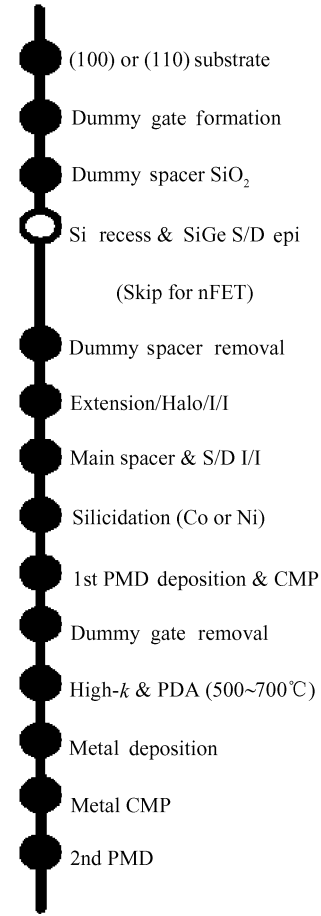 (100) or (110) substrate
Dummy gate formation
Dummy spacer SiO₂
Si recess & SiGe S/D epi
(Skip for nFET)
Dummy spacer removal
Extension/Halo/I/I
Main spacer & S/D I/I
Silicidation (Co or Ni)
1st PMD deposition & CMP
Dummy gate removal
High-k & PDA (500~700℃)
Metal deposition
Metal CMP
2nd PMD